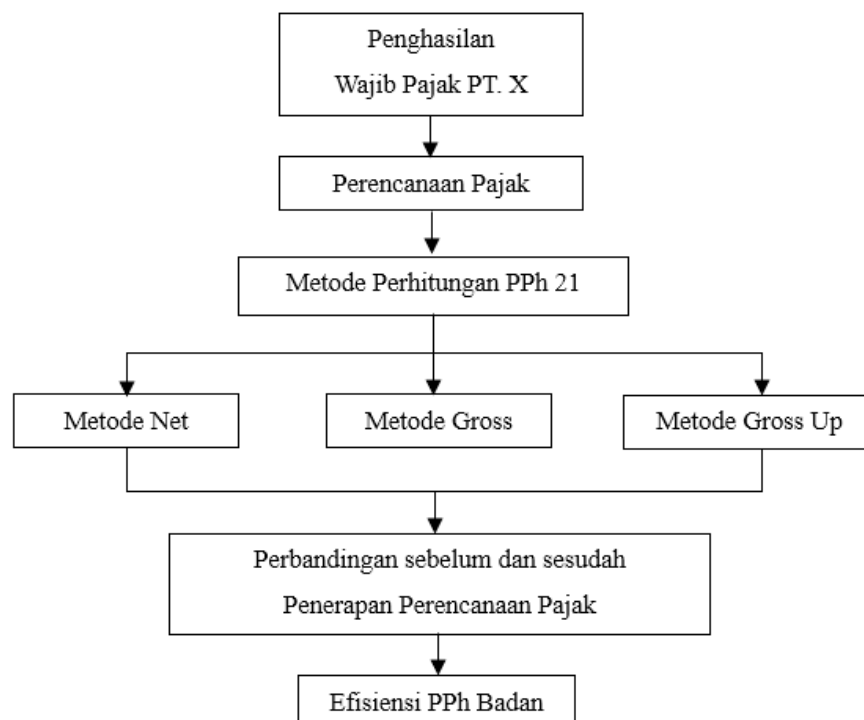 Penghasilan
Wajib Pajak PT. X
Perencanaan Pajak
Metode Perhitungan PPh 21
Metode Net
Metode Gross
Metode Gross Up
Perbandingan sebelum dan sesudah
Penerapan Perencanaan Pajak
Efisiensi PPh Badan